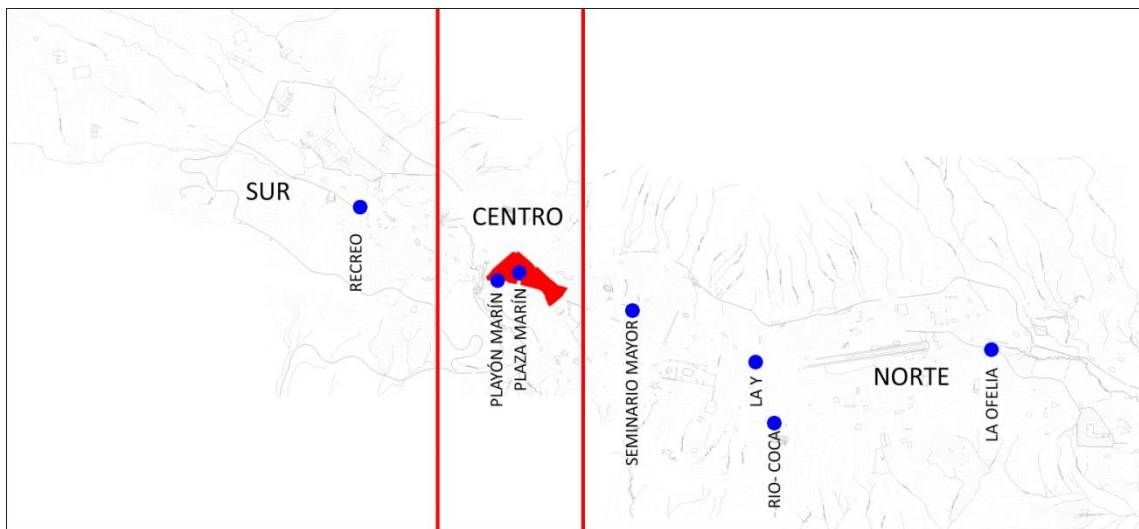 SUR
RECREO
CENTRO
PLAYÓN MARÍN
PLAZA MARÍN
SEMINARIO MAYOR
LA Y
RIO- COCA
NORTE
LA OFELIA